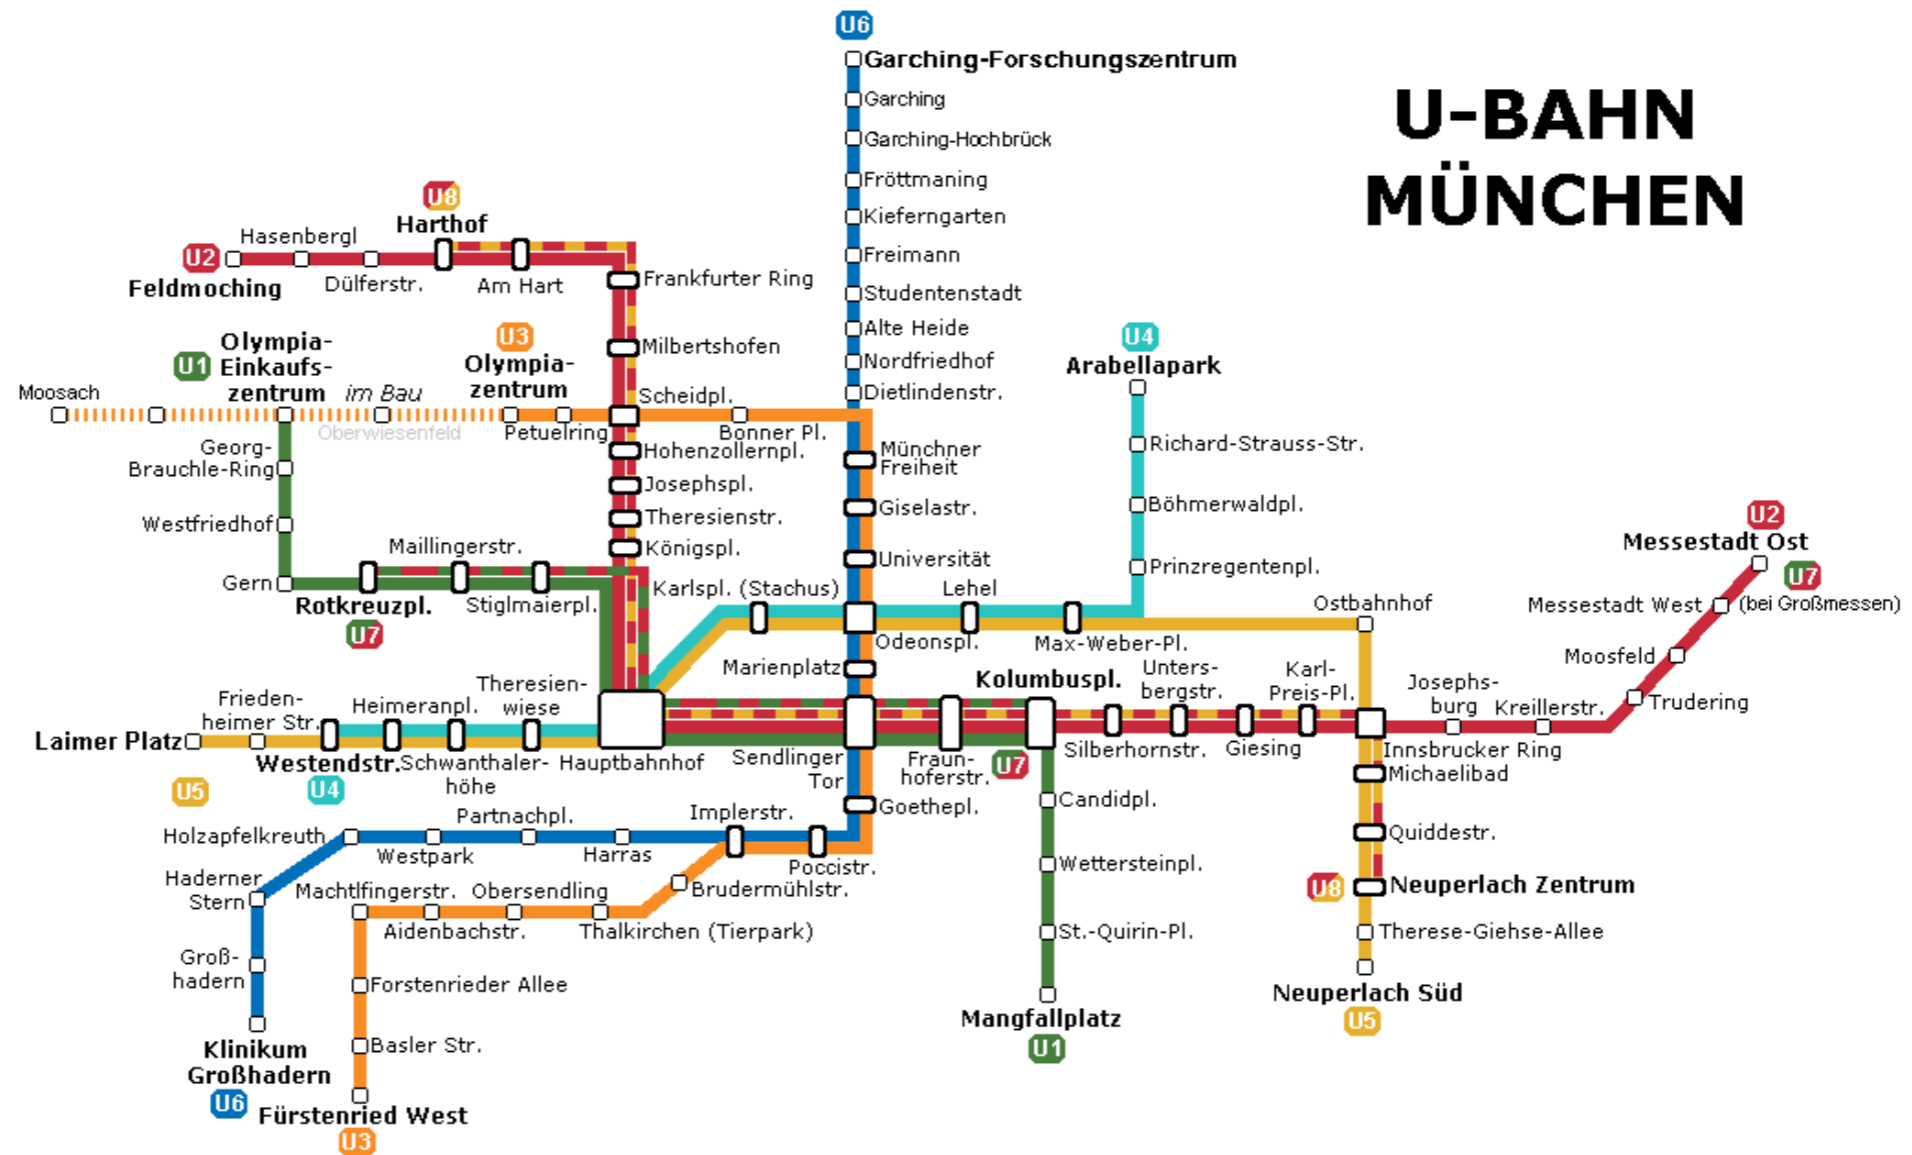 U6
Garching-Forschungszentrum
U-BAHN
MÜNCHEN
Garching
Garching-Hochbrück
Fröttmaning
Kieferngarten
Freimann
Studentenstadt
Alte Heide
Nordfriedhof
Dietlindenstr.
U8
Harthof
Hasenbergl
U2
Feldmoching
Dülferstr.
Am Hart
Frankfurter Ring
Milbertshofen
Olympia-
Einkaufs-
zentrum
U1
U3
Olympia-
zentrum
im Bau
Moosach
Oberwiesenfeld
Petuelring
Scheidpl.
Bonner Pl.
U4
Arabellapark
Richard-Strauss-Str.
Böhmerwaldpl.
Prinzregentenpl.
Georg-
Brauchle-Ring
Westfriedhof
Gern
Hohenzollernpl.
Josephspl.
Theresienstr.
Königspl.
Münchner
Freiheit
Giselastr.
Universität
Maillingerstr.
Rotkreuzpl.
U7
Stiglmaierpl.
Karlspl. (Stachus)
Lehel
Odeonspl.
Max-Weber-Pl.
Ostbahnhof
U2
Messestadt Ost
U7
(bei Großmessen)
Messestadt West
Moosfeld
Trudering
Marienplatz
Kolumbuspl.
Unters-
bergstr.
Karl-
Preis-Pl.
Josephs-
burg
Kreillerstr.
Frieden-
heimer Str.
Heimeranpl.
Theresien-
wiese
Laimer Platz
U5
Westendstr.
U4
Schwanthaler-
höhe
Hauptbahnhof
Sendlinger
Tor
Fraun-
hoferstr.
U7
Silberhornstr.
Giesing
Innsbrucker Ring
Michaelibad
Quiddestr.
U8
Neuperlach Zentrum
Therese-Giehse-Allee
Neuperlach Süd
U5
Goethepl.
Implerstr.
Poccistr.
Candidpl.
Wettersteinpl.
St.-Quirin-Pl.
Mangfallplatz
U1
Holzapfelkreuth
Partnachpl.
Westpark
Harras
Haderner
Stern
Groß-
hadern
Klinikum
Großhadern
U6
Machtlfingerstr.
Obersendling
Brudermühlstr.
Aidenbachstr.
Thalkirchen (Tierpark)
Forstenrieder Allee
Basler Str.
Fürstenried West
U3